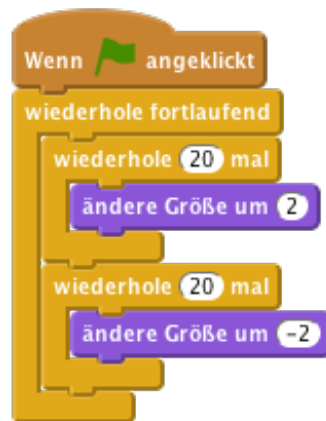 Wenn angeklickt
wiederhole fortlaufend
wiederhole 20 mal
ändere Größe um 2
wiederhole 20 mal
ändere Größe um -2